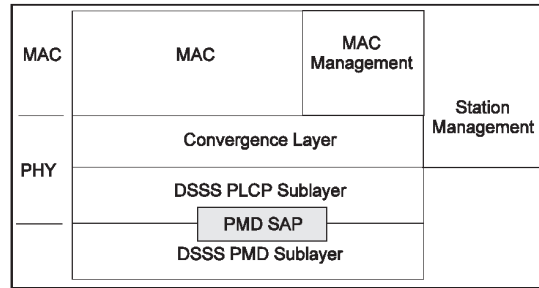 MAC
MAC
MAC
Management
Station
Management
Convergence Layer
PHY
DSSS PLCP Sublayer
PMD SAP
DSSS PMD Sublayer